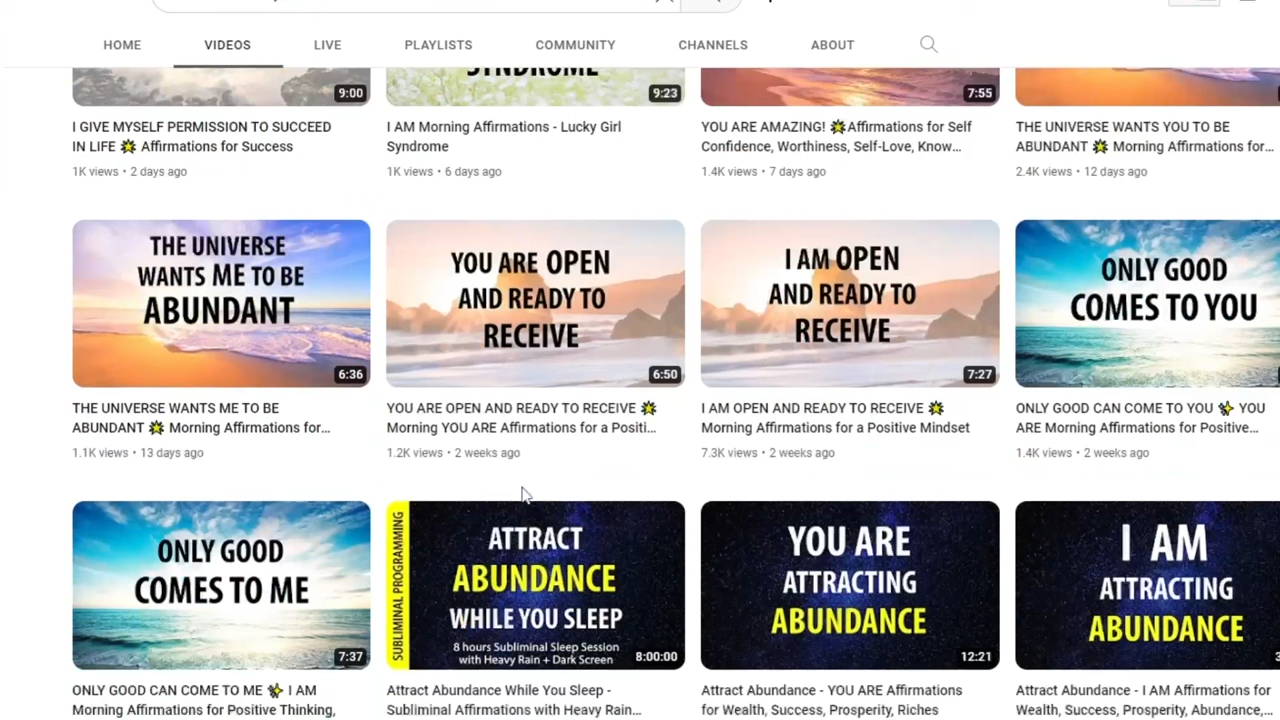 HOME VIDEOS LIVE PLAYLISTS COMMUNITY CHANNELS ABOUT
SYNDROME
9:00 9:23 7:55
I GIVE MYSELF PERMISSION TO SUCCEED
IN LIFE 🌟 Affirmations for Success
1K views • 2 days ago
I AM Morning Affirmations - Lucky Girl
Syndrome
1K views • 6 days ago
YOU ARE AMAZING! 🌟Affirmations for Self
Confidence, Worthiness, Self-Love, Know...
1.4K views • 7 days ago
THE UNIVERSE WANTS YOU TO BE
ABUNDANT 🌟 Morning Affirmations for...
2.4K views • 12 days ago
THE UNIVERSE
WANTS ME TO BE
ABUNDANT
6:36
THE UNIVERSE WANTS ME TO BE
ABUNDANT 🌟 Morning Affirmations for...
1.1K views • 13 days ago
YOU ARE OPEN
AND READY TO
RECEIVE
6:50
YOU ARE OPEN AND READY TO RECEIVE 🌟
Morning YOU ARE Affirmations for a Positi...
1.2K views • 2 weeks ago
I AM OPEN
AND READY TO
RECEIVE
7:27
I AM OPEN AND READY TO RECEIVE 🌟
Morning Affirmations for a Positive Mindset
7.3K views • 2 weeks ago
ONLY GOOD
COMES TO YOU
ONLY GOOD CAN COME TO YOU ✨ YOU
ARE Morning Affirmations for Positive...
1.4K views • 2 weeks ago
ONLY GOOD
COMES TO ME
7:37
ONLY GOOD CAN COME TO ME ✨ I AM
Morning Affirmations for Positive Thinking,
SUBLIMINAL PROGRAMMING
ATTRACT
ABUNDANCE
WHILE YOU SLEEP
8 hours Subliminal Sleep Session
with Heavy Rain + Dark Screen
8:00:00
Attract Abundance While You Sleep -
Subliminal Affirmations with Heavy Rain...
YOU ARE
ATTRACTING
ABUNDANCE
12:21
Attract Abundance - YOU ARE Affirmations
for Wealth, Success, Prosperity, Riches
I AM
ATTRACTING
ABUNDANCE
Attract Abundance - I AM Affirmations for
Wealth, Success, Prosperity, Abundance,...